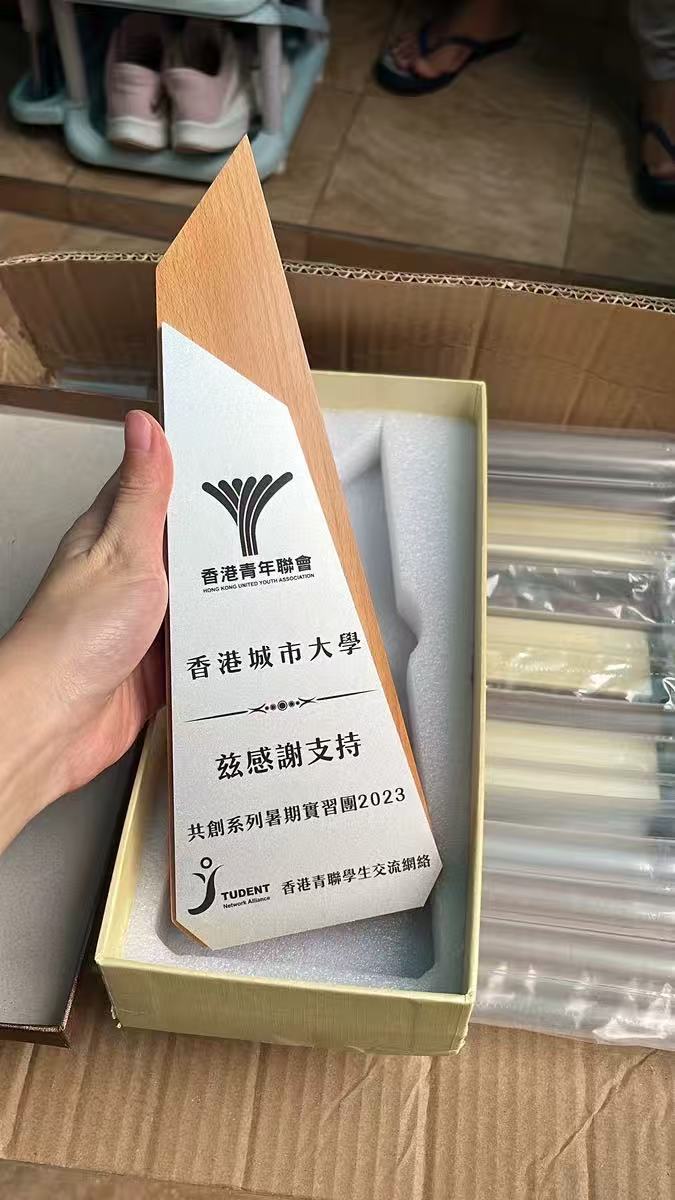 香港青年聯會
HONG KONG UNITED YOUTH ASSOCIATION
香港城市大學
兹感謝支持
共創系列暑期實習團2023
TUDENT
Network Alliance
香港青聯學生交流網絡